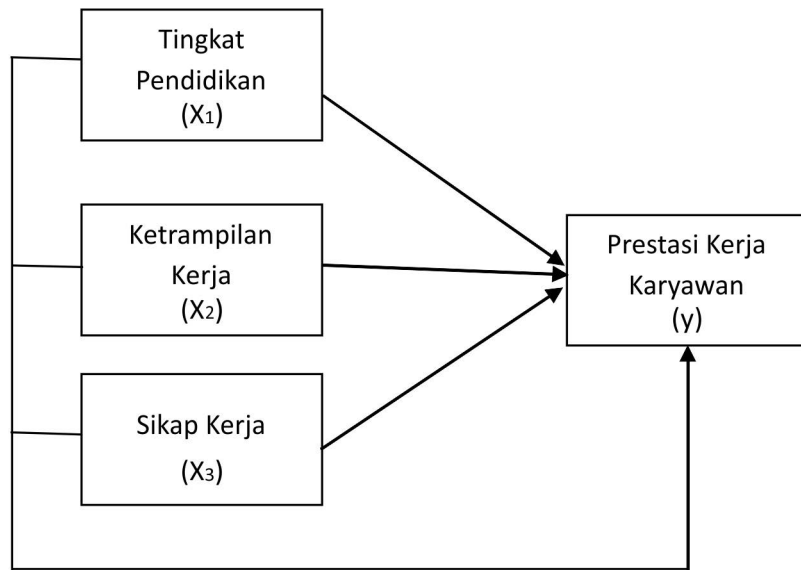 Tingkat
Pendidikan
(X1)
Ketrampilan
Kerja
(X2)
Sikap Kerja
(X3)
Prestasi Kerja
Karyawan
(y)